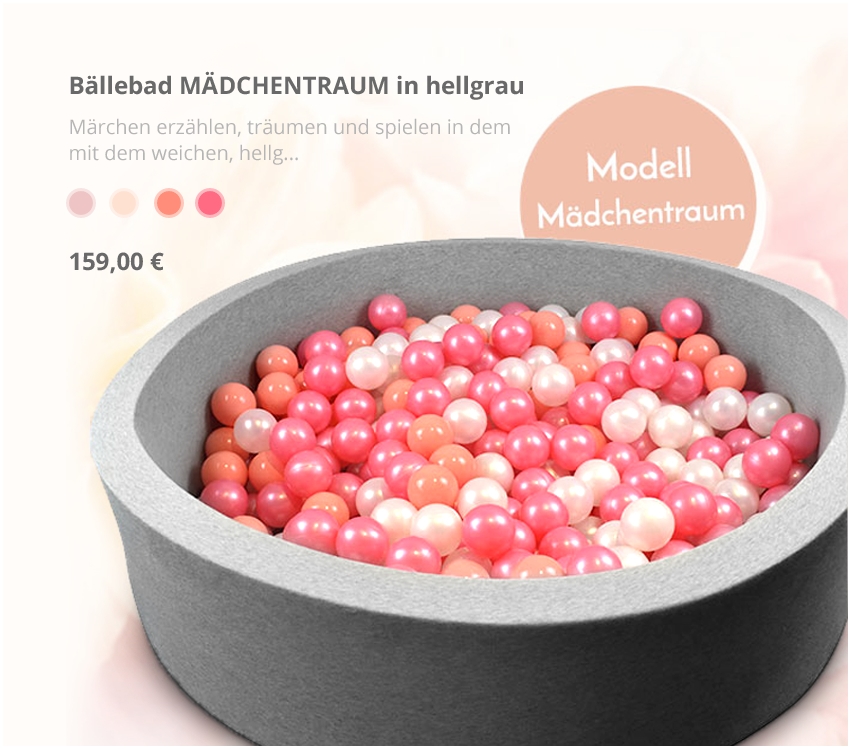 Bällebad MÄDCHENTRAUM in hellgrau
Märchen erzählen, träumen und spielen in dem
mit dem weichen, hellg...
159,00 €
Modell
Mädchentraum